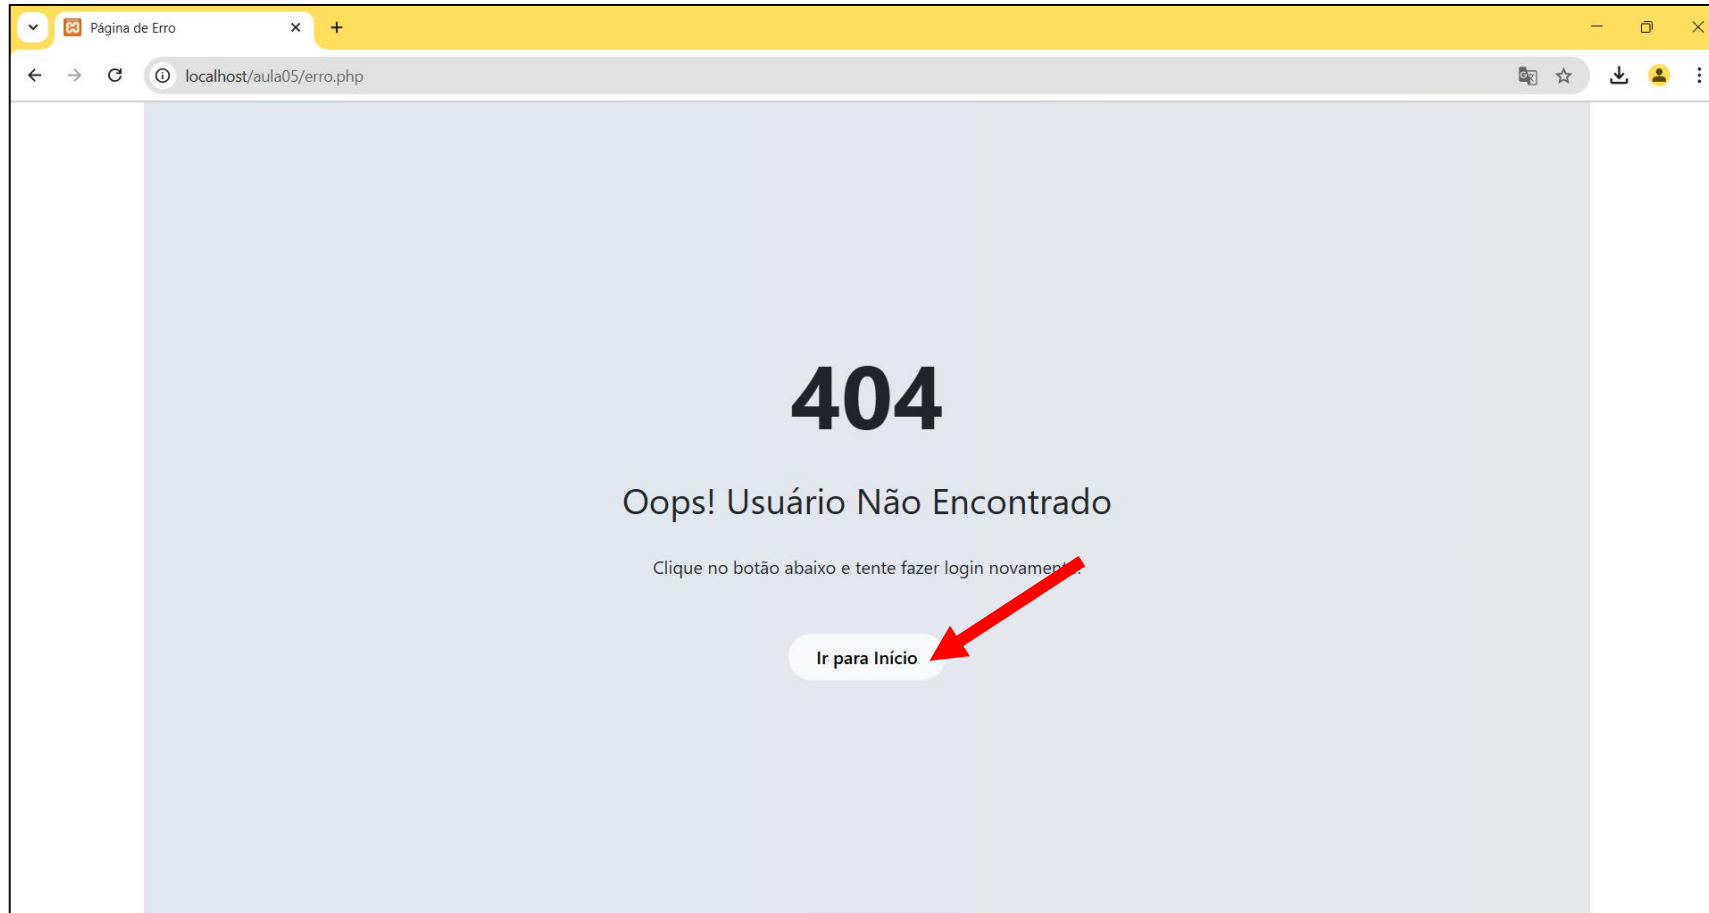 Página de Erro
localhost/aula05/erro.php
404
Oops! Usuário Não Encontrado
Clique no botão abaixo e tente fazer login
Ir para Início